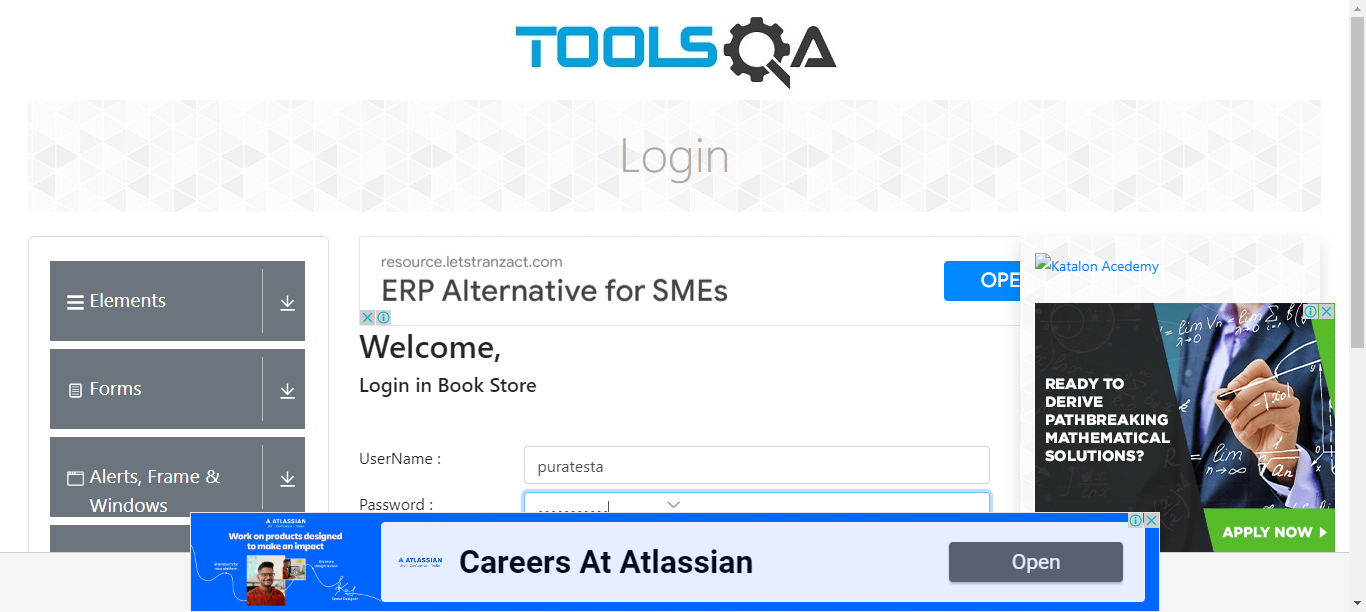 TOOLSQA
Login
Elements
Forms
Alerts, Frame &
Windows
resource.letstranzact.com
ERP Alternative for SMEs
OPE
Welcome,
Login in Book Store
UserName :
puratesta
Password :
Katalon Acedemy
READY TO
DERIVE
PATHBREAKING
MATHEMATICAL
SOLUTIONS?
APPLY NOW
ATLASSIAN
Work on products designed
to make an impact
Senior Designer
ATLASSIAN
Careers At Atlassian
Open